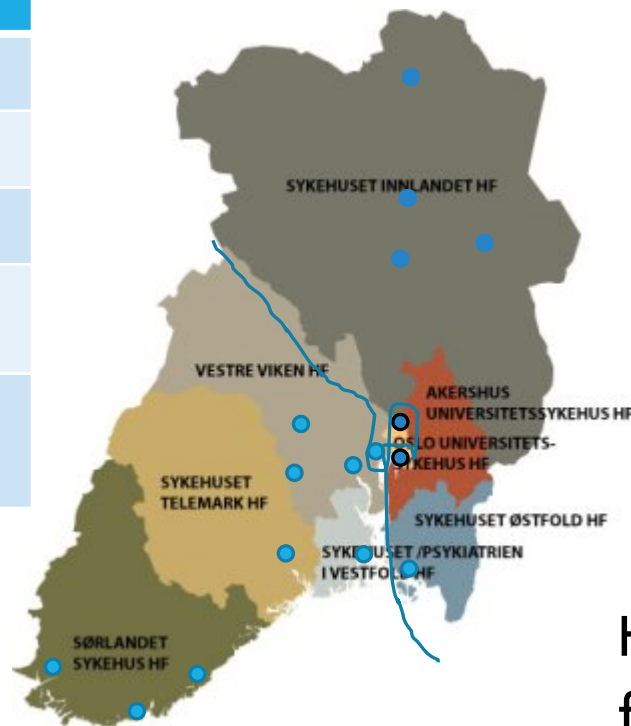 SYKEHUSET INNLANDET HF
VESTRE VIKEN HF
AKERSHUS
UNIVERSITETSSYKEHUS HF
OSLO UNIVERSITETS-
SYKEHUS HF
SYKEHUSET
TELEMARK HF
SYKEHUSET ØSTFOLD HF
SYKEHUSET /PSYKIATRIEN
I VESTFOLD HF
SØRLANDET
SYKEHUS HF
H
f